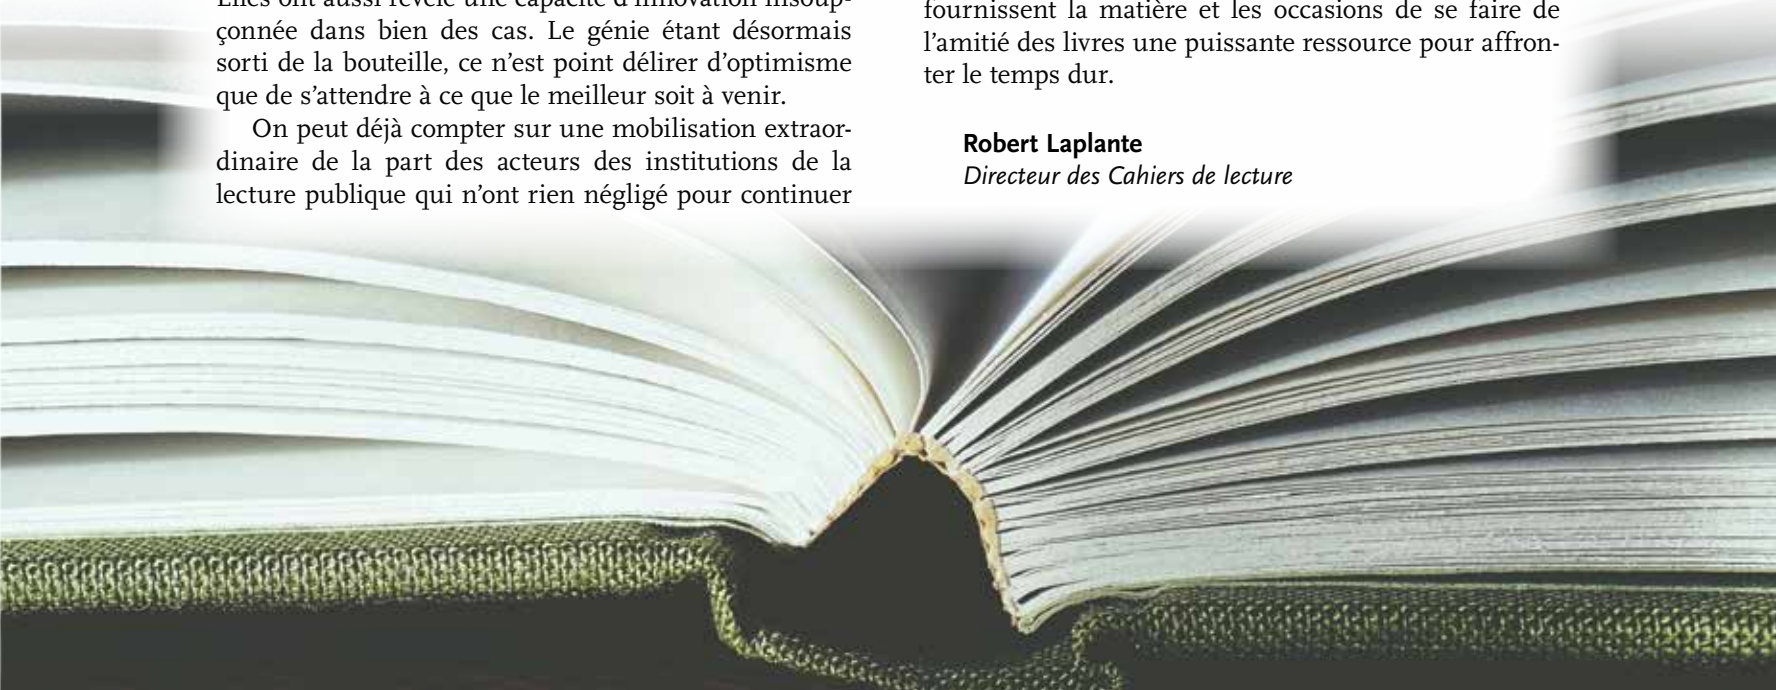 Elles ont aussi révélé une capacité d'innovation insoup-
çonnée dans bien des cas. Le génie étant désormais
sorti de la bouteille, ce n'est point délirer d'optimisme
que de s'attendre à ce que le meilleur soit à venir.
On peut déjà compter sur une mobilisation extraor-
dinaire de la part des acteurs des institutions de la
lecture publique qui n'ont rien négligé pour continuer
fournissent la matière et les occasions de se faire de
l'amitié des livres une puissante ressource pour affron-
ter le temps dur.
Robert Laplante
Directeur des Cahiers de lecture